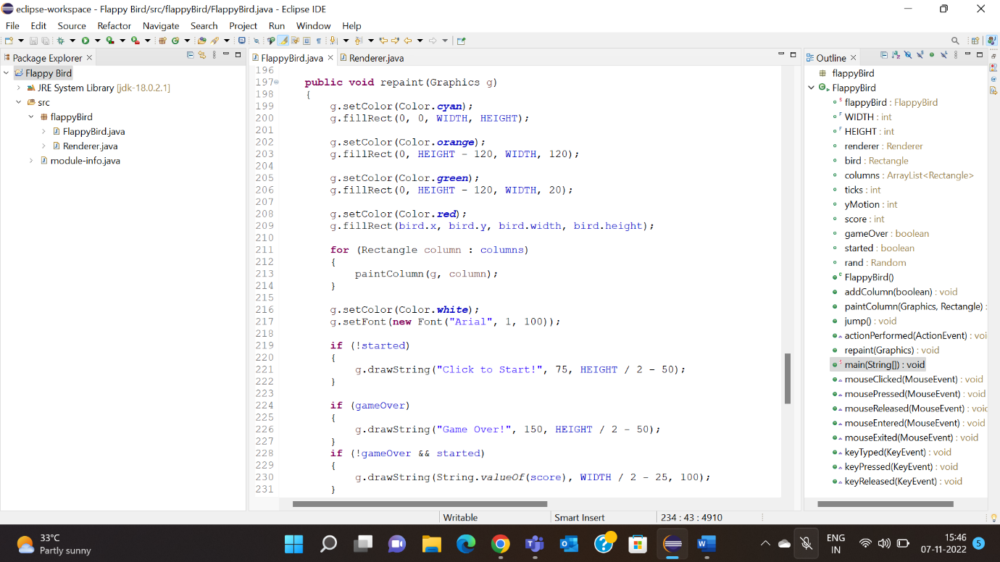 eclipse-workspace - Flappy Bird/src/flappyBird/FlappyBird.java - Eclipse IDE
File Edit Source Refactor Navigate Search Project Run Window Help
Package Explorer
Flappy Bird
JRE System Library [jdk-18.0.2.1]
src
flappyBird
FlappyBird.java
Renderer.java
module-info.java
FlappyBird.java Renderer.java
196
197 public void repaint(Graphics g)
198 {
199 g.setColor(Color.cyan);
200 g.fillRect(0, 0, WIDTH, HEIGHT);
201
202 g.setColor(Color.orange);
203 g.fillRect(0, HEIGHT - 120, WIDTH, 120);
204
205 g.setColor(Color.green);
206 g.fillRect(0, HEIGHT - 120, WIDTH, 20);
207
208 g.setColor(Color.red);
209 g.fillRect(bird.x, bird.y, bird.width, bird.height);
210
211 for (Rectangle column : columns)
212 {
213 paintColumn(g, column);
214 }
215
216 g.setColor(Color.white);
217 g.setFont(new Font("Arial", 1, 100));
218
219 if (!started)
220 {
221 g.drawString("Click to Start!", 75, HEIGHT / 2 - 50);
222 }
223
224 if (gameOver)
225 {
226 g.drawString("Game Over!", 150, HEIGHT / 2 - 50);
227 }
228 if (!gameOver && started)
229 {
230 g.drawString(String.valueOf(score), WIDTH / 2 - 25, 100);
231 }
Outline
flappyBird
FlappyBird
flappyBird : FlappyBird
WIDTH : int
HEIGHT : int
renderer : Renderer
bird : Rectangle
columns : ArrayList<Rectangle>
ticks : int
yMotion : int
score : int
gameOver : boolean
started : boolean
rand : Random
FlappyBird()
addColumn(boolean) : void
paintColumn(Graphics, Rectangle) :
jump() : void
actionPerformed(ActionEvent) : voi
repaint(Graphics) : void
main(String[]) : void
mouseClicked(MouseEvent) : void
mousePressed(MouseEvent) : void
mouseReleased(MouseEvent) : voi
mouseEntered(MouseEvent) : void
mouseExited(MouseEvent) : void
keyTyped(KeyEvent) : void
keyPressed(KeyEvent) : void
keyReleased(KeyEvent) : void
Writable Smart Insert 234 : 43 : 4910
33°C
Partly sunny
ENG
IN
15:46
07-11-2022
5